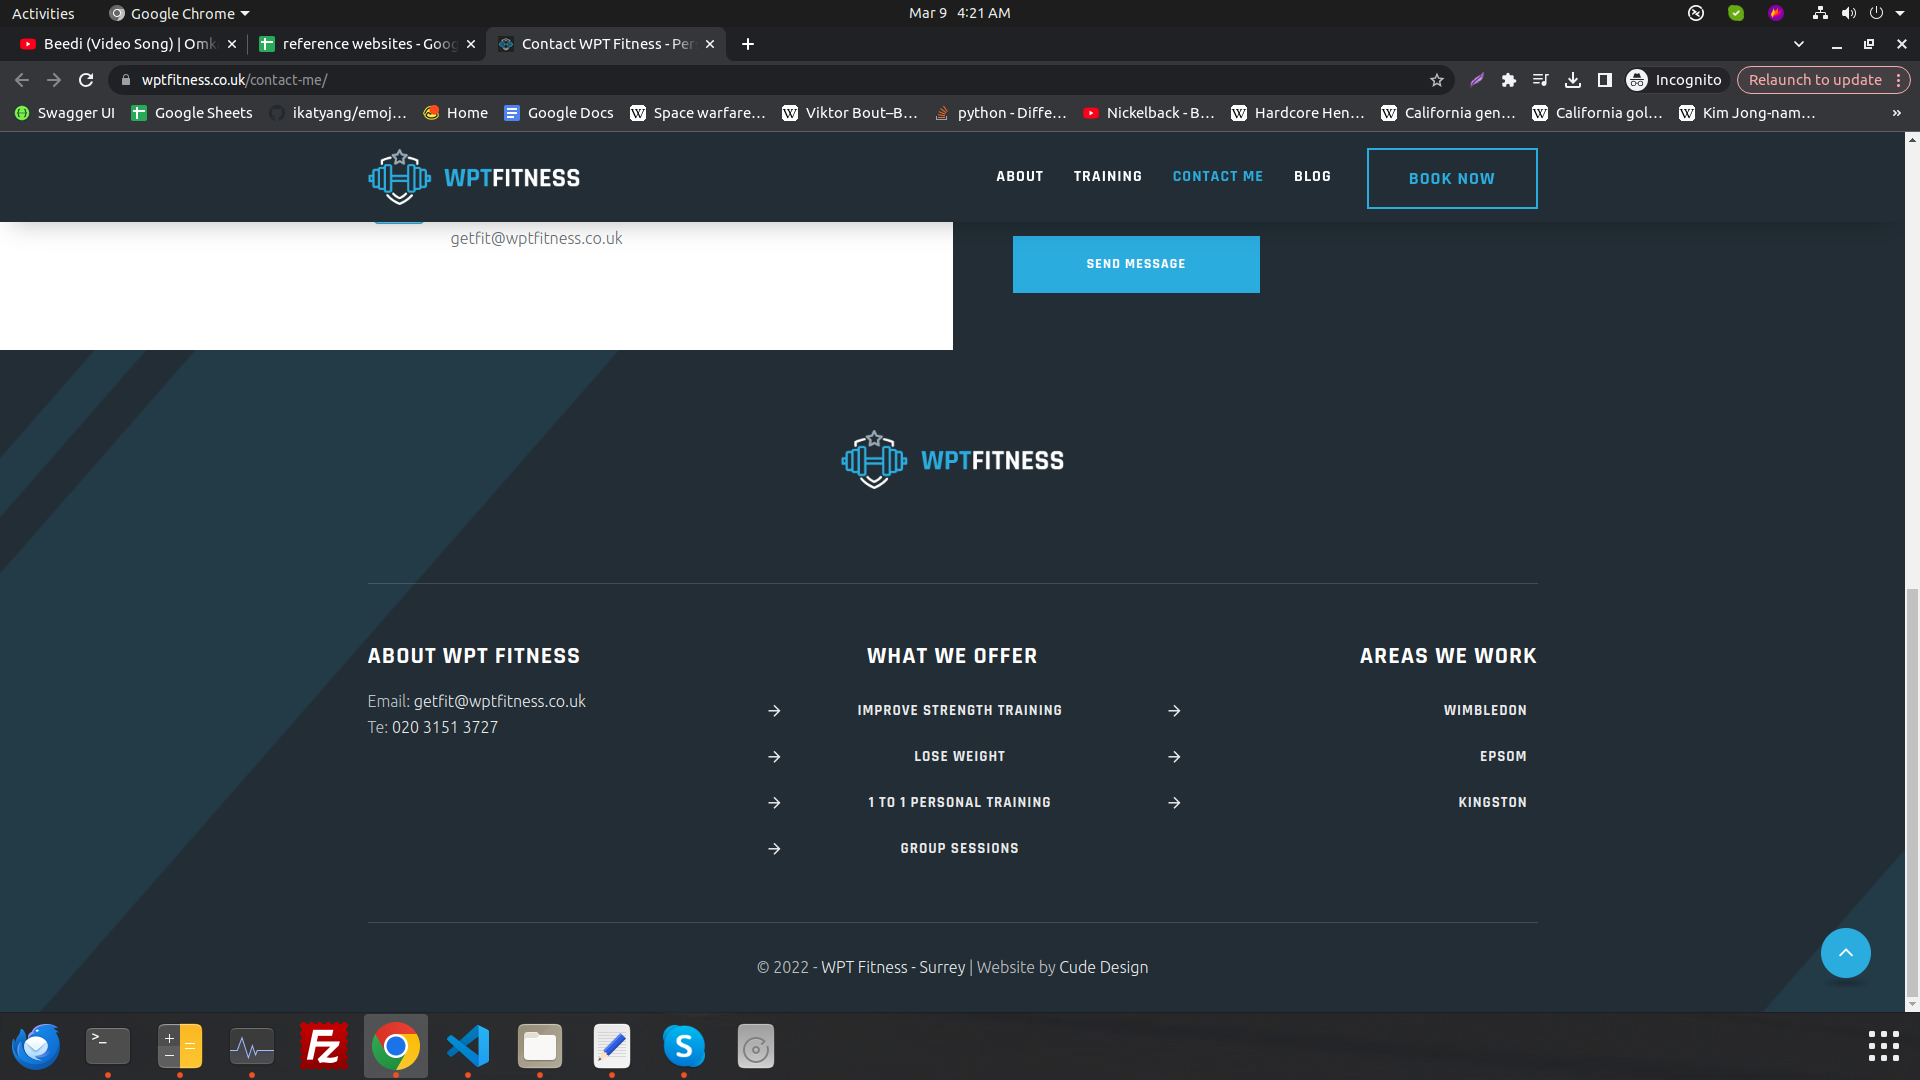 Activities
Google Chrome
Mar 9 4:21 AM
Beedi (Video Song) | Omk
reference websites - Goog
Contact WPT Fitness - Per
wptfitness.co.uk/contact-me/
Incognito
Relaunch to update
Swagger UI
Google Sheets
ikatyang/emoj...
Home
Google Docs
Space warfare...
Viktor Bout–B...
python - Diffe...
Nickelback - B...
Hardcore Hen...
California gen...
California gol...
Kim Jong-nam...
»
WPTFITNESS
ABOUT
TRAINING
CONTACT ME
BLOG
BOOK NOW
getfit@wptfitness.co.uk
SEND MESSAGE
WPTFITNESS
ABOUT WPT FITNESS
Email: getfit@wptfitness.co.uk
Te: 020 3151 3727
WHAT WE OFFER
IMPROVE STRENGTH TRAINING
LOSE WEIGHT
1 TO 1 PERSONAL TRAINING
GROUP SESSIONS
AREAS WE WORK
WIMBLEDON
EPSOM
KINGSTON
© 2022 - WPT Fitness - Surrey | Website by Cude Design